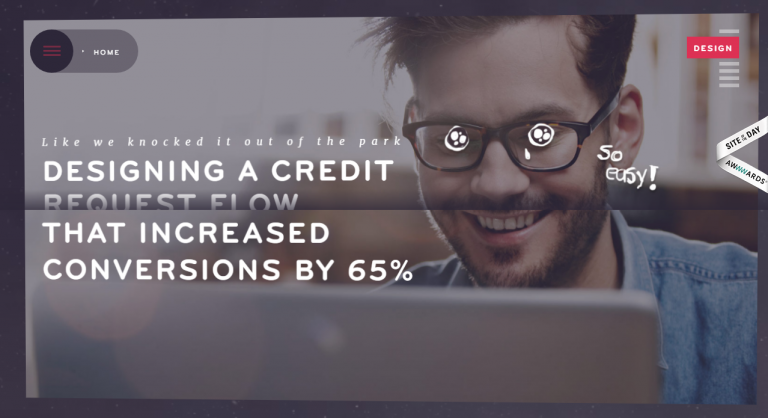 HOME
DESIGN
Like we knocked it out of the park
DESIGNING A CREDIT
REQUEST FLOW
THAT INCREASED
CONVERSIONS BY 65%
So
easy!
SITE OF THE DAY
AWWWARDS